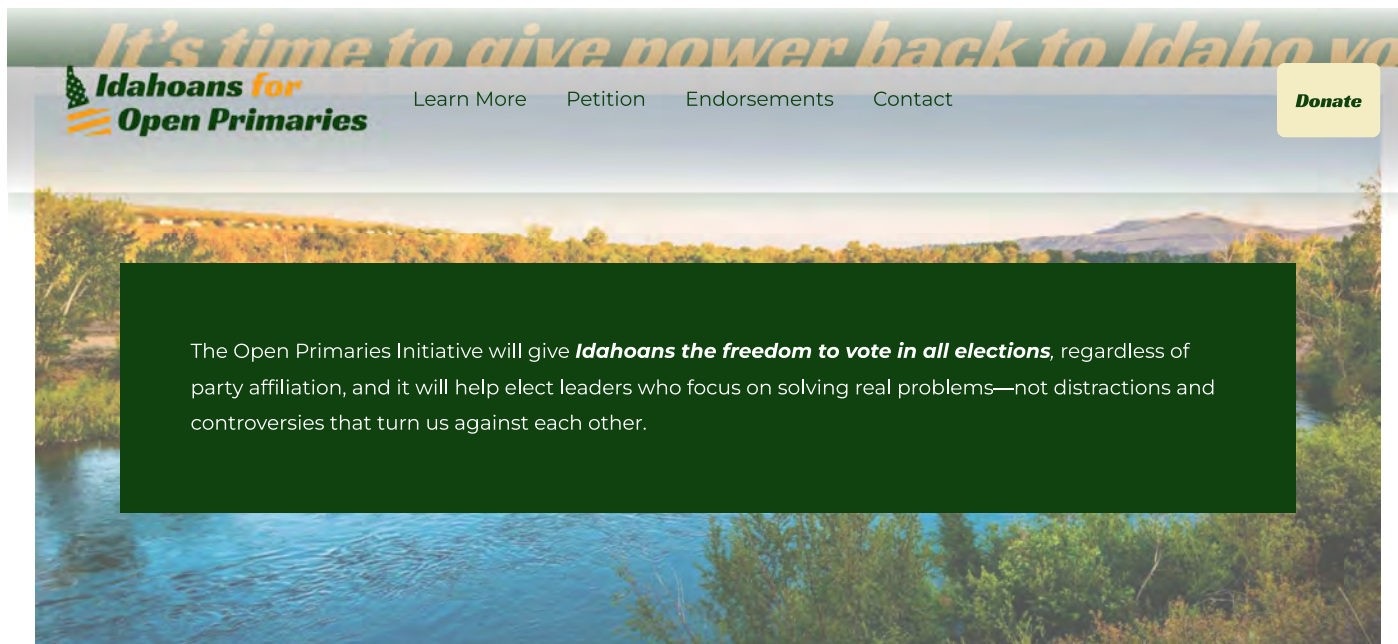 It's time to give power back to Idaho
Idahoans for
Open Primaries
Learn More
Petition
Endorsements
Contact
Donate
The Open Primaries Initiative will give Idahoans the freedom to vote in all elections, regardless of
party affiliation, and it will help elect leaders who focus on solving real problems—not distractions and
controversies that turn us against each other.